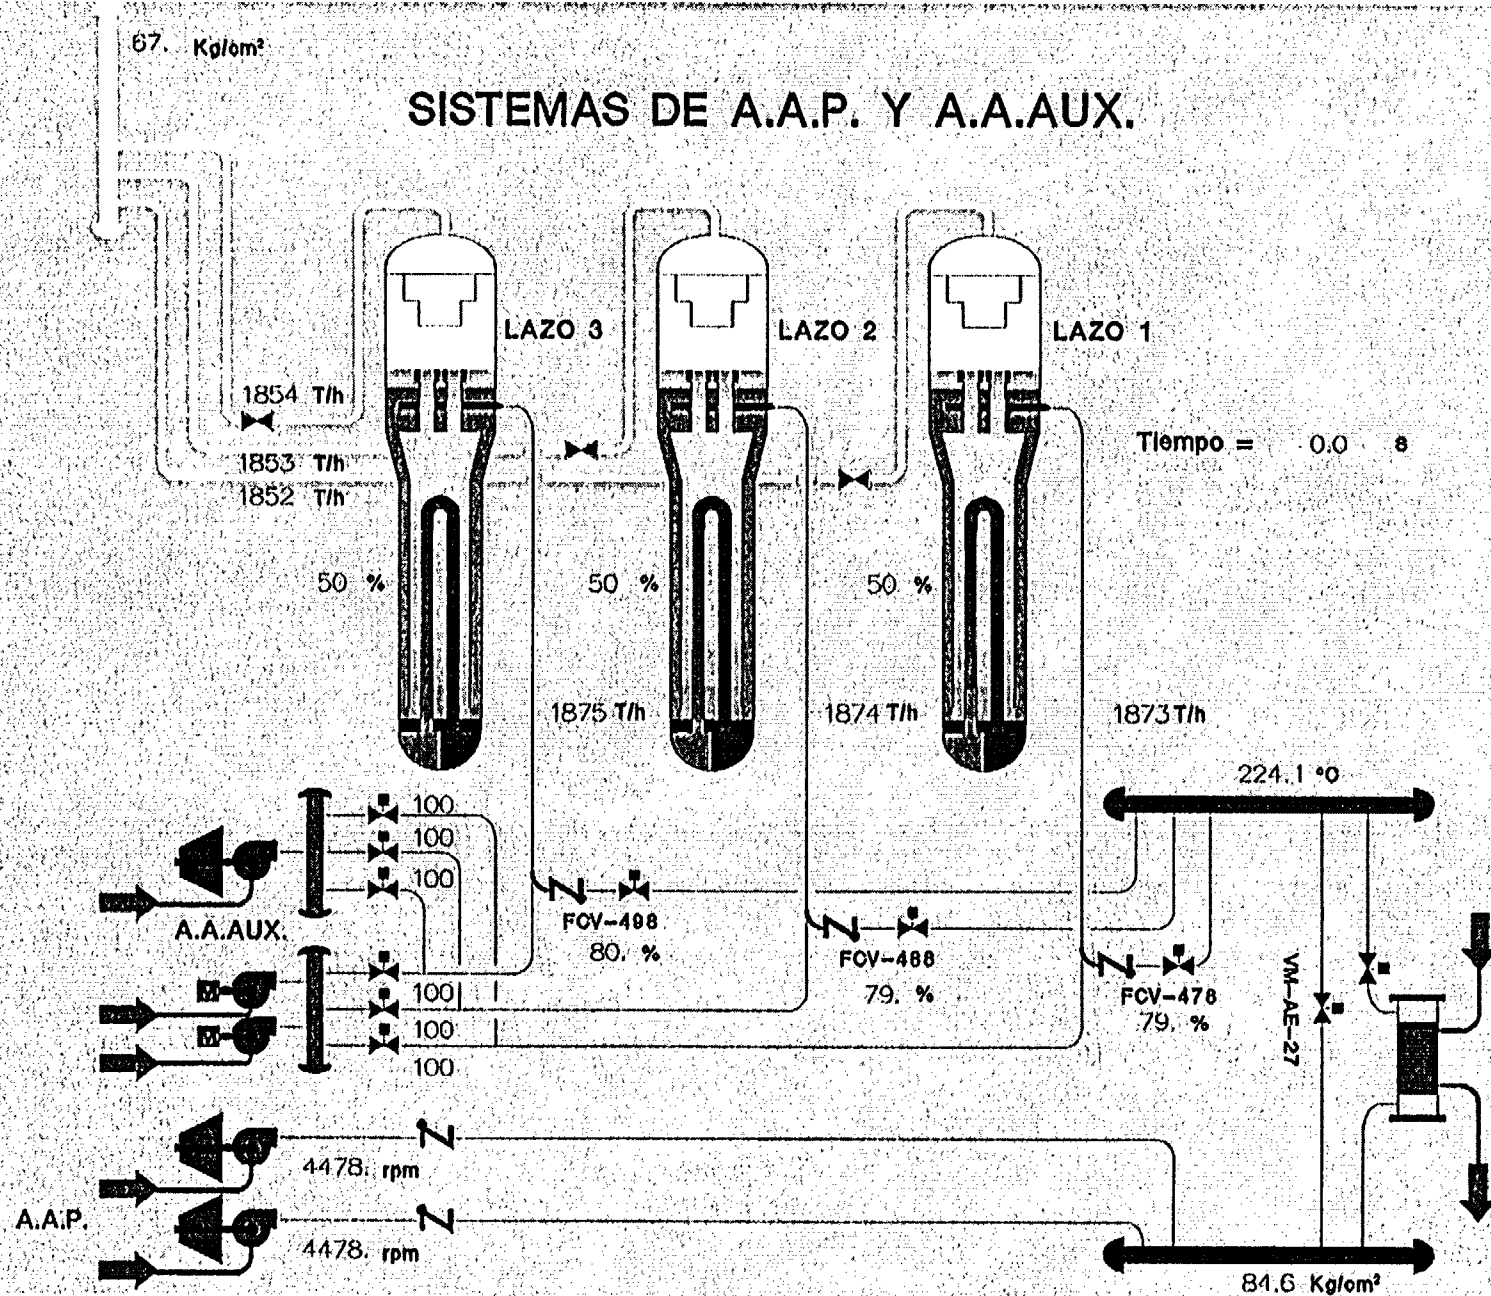 67. Kg/cm²
SISTEMAS DE A.A.P. Y A.A.AUX.
LAZO 3
LAZO 2
LAZO 1
1854 T/h
Tiempo = 0.0 s
1853 T/h
1852 T/h
50 %
50 %
50 %
1875 T/h
1874 T/h
1873 T/h
224.1 ºC
100
100
100
A.A.AUX.
FCV-498
80. %
FCV-488
79. %
FCV-478
79. %
VM-AE-27
100
100
100
4478. rpm
A.A.P.
4478. rpm
84.6 Kg/cm²